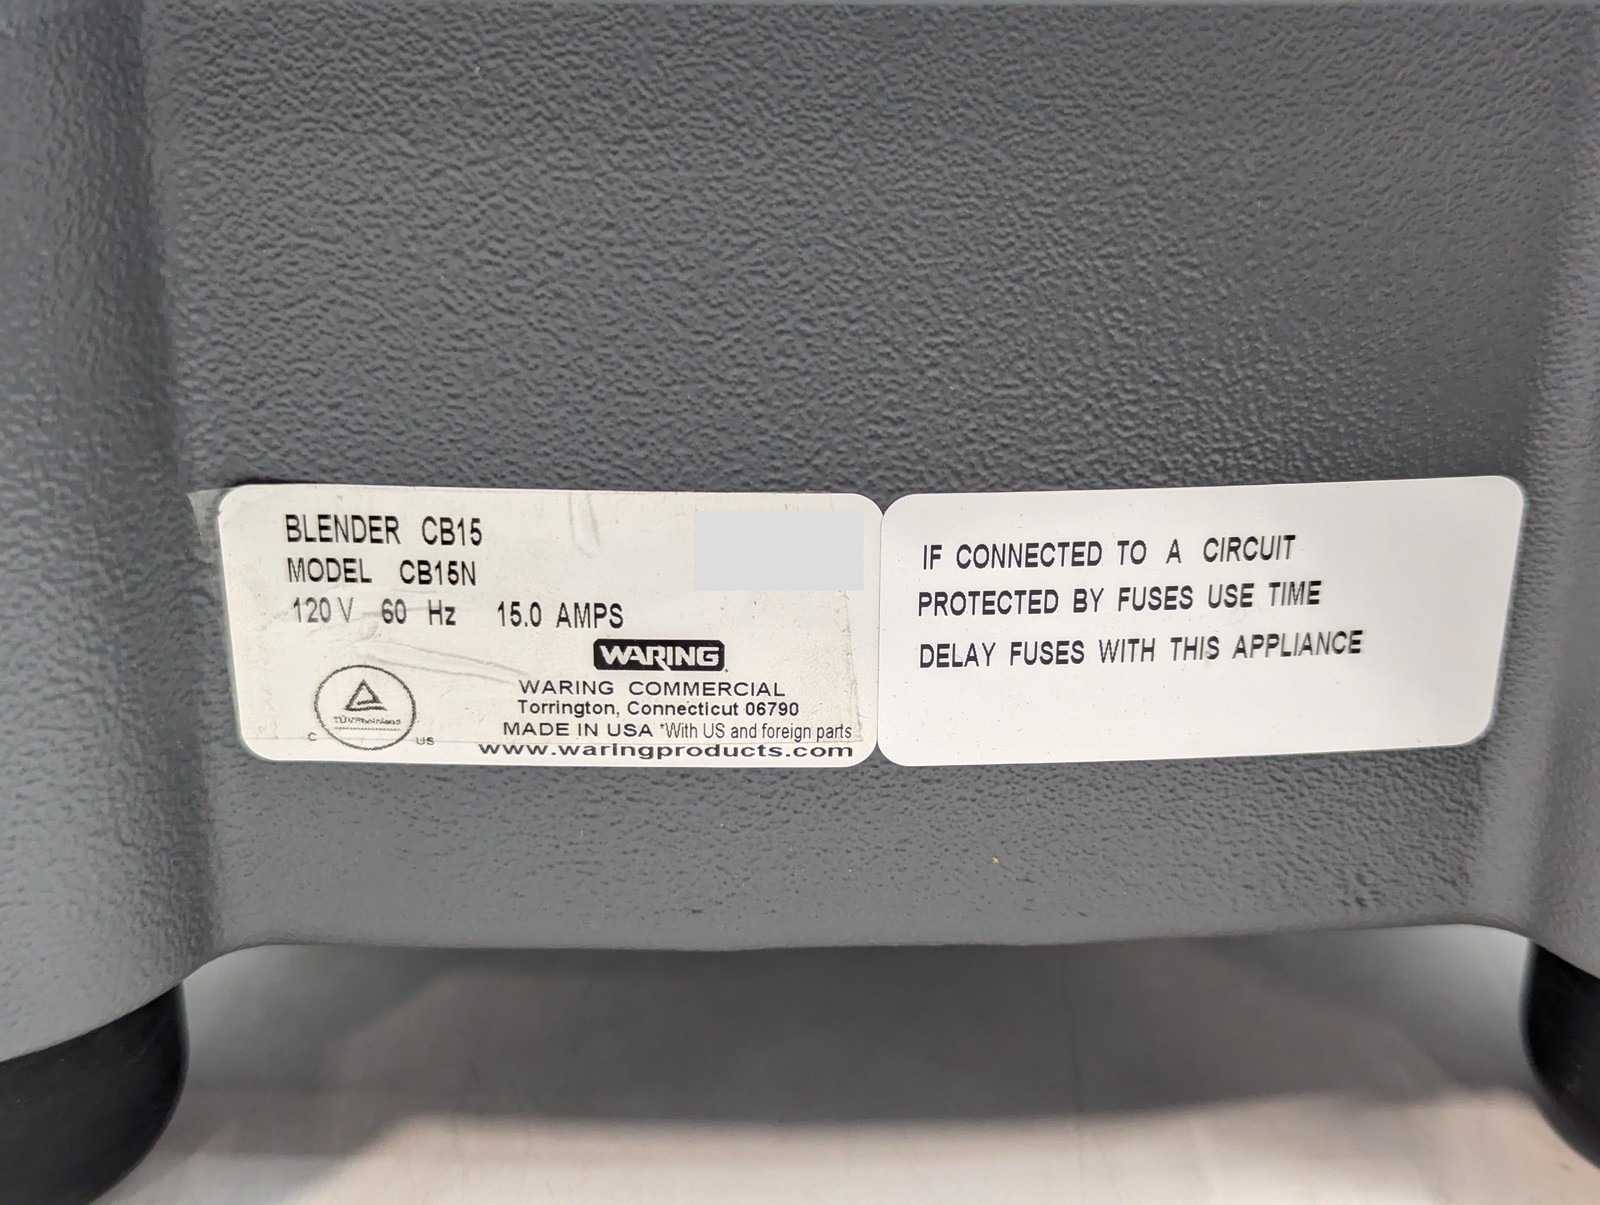 BLENDER CB15
MODEL CB15N
120 V 60 Hz 15.0 AMPS
WARING
WARING COMMERCIAL
Torrington, Connecticut 06790
MADE IN USA *With US and foreign parts
www.waringproducts.com
TÜVRheinland
C US
IF CONNECTED TO A CIRCUIT
PROTECTED BY FUSES USE TIME
DELAY FUSES WITH THIS APPLIANCE